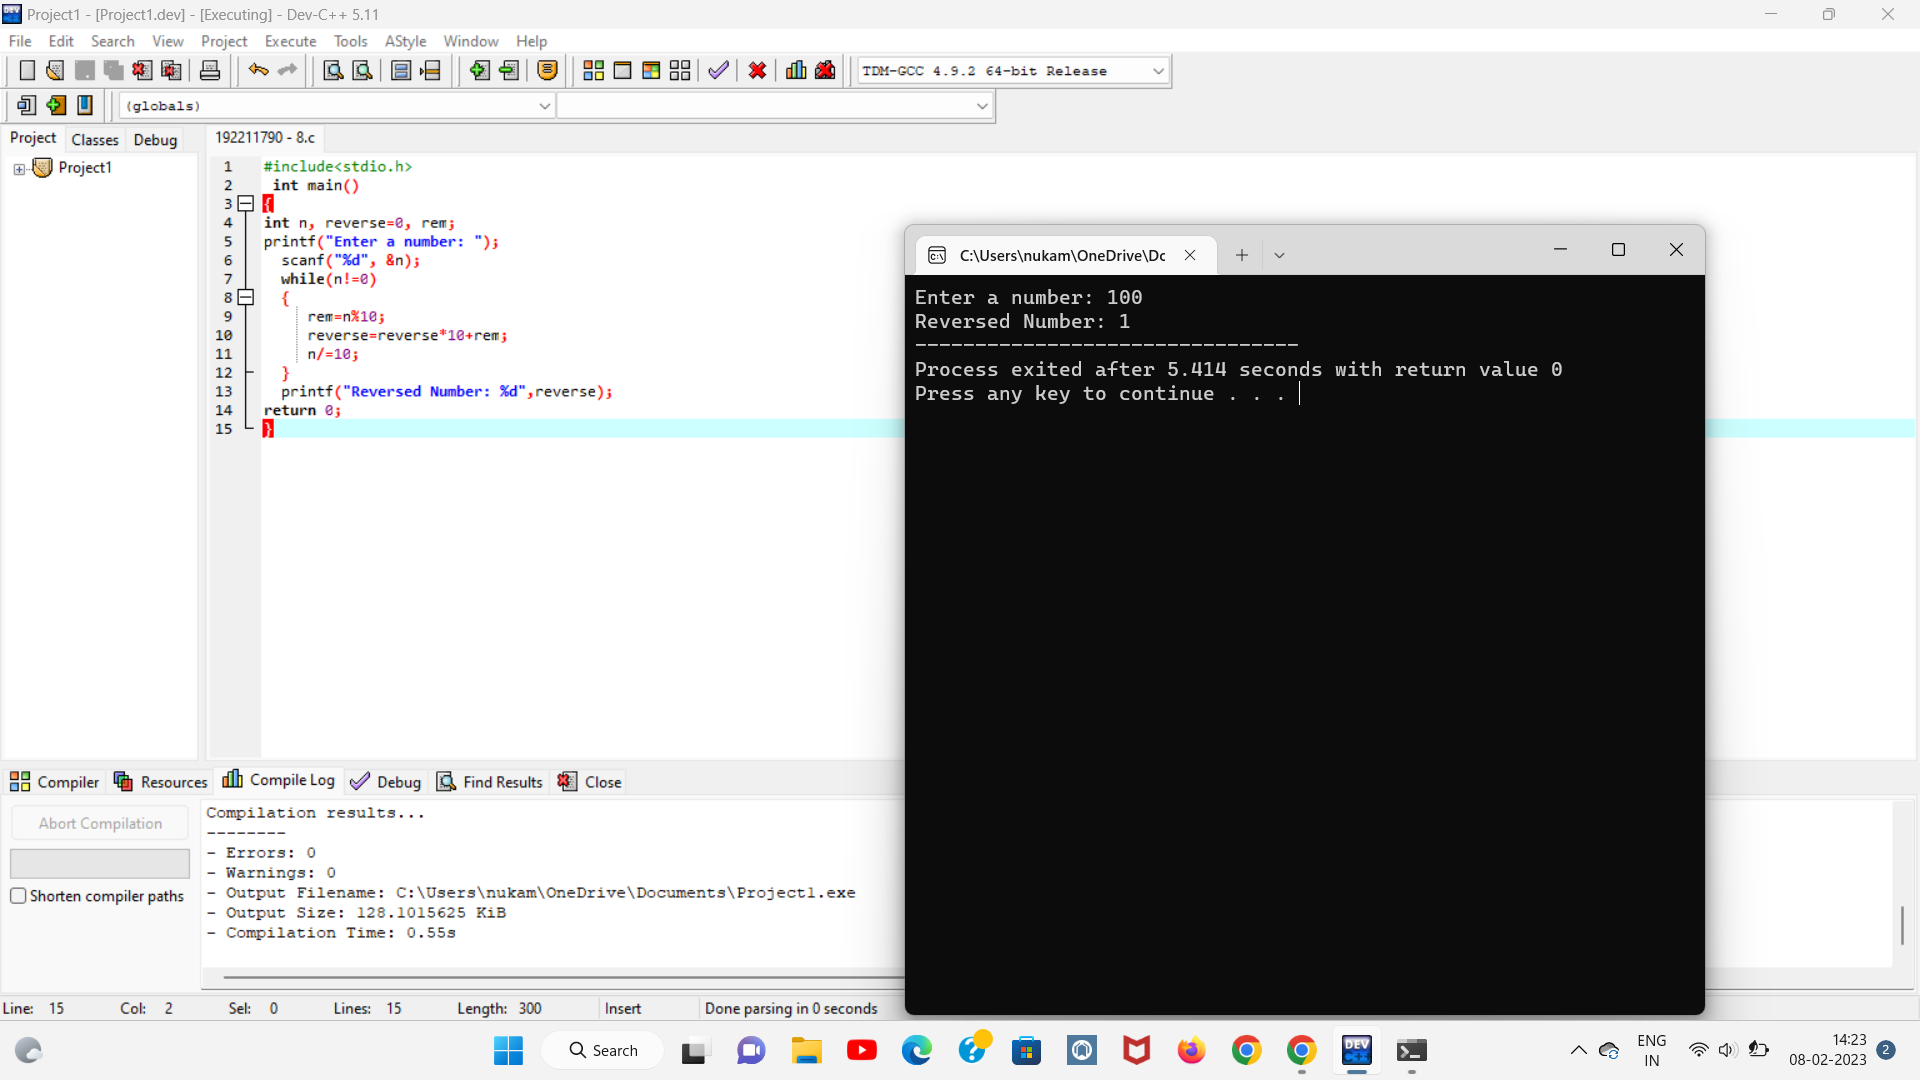 Project1 - [Project1.dev] - [Executing] - Dev-C++ 5.11
File Edit Search View Project Execute Tools AStyle Window Help
TDM-GCC 4.9.2 64-bit Release
(globals)
Project Classes Debug
192211790 - 8.c
Project1
1 #include<stdio.h>
2 int main()
3 {
4 int n, reverse=0, rem;
5 printf("Enter a number: ");
6 scanf("%d", &n);
7 while(n!=0)
8 {
9 rem=n%10;
10 reverse=reverse*10+rem;
11 n/=10;
12 }
13 printf("Reversed Number: %d",reverse);
14 return 0;
15 }
C:\Users\nukam\OneDrive\Dc
Enter a number: 100
Reversed Number: 1
--------------------------------
Process exited after 5.414 seconds with return value 0
Press any key to continue . . .
Compiler Resources Compile Log Debug Find Results Close
Abort Compilation
Shorten compiler paths
Compilation results...
--------
- Errors: 0
- Warnings: 0
- Output Filename: C:\Users\nukam\OneDrive\Documents\Project1.exe
- Output Size: 128.1015625 KiB
- Compilation Time: 0.55s
Line: 15 Col: 2 Sel: 0 Lines: 15 Length: 300 Insert Done parsing in 0 seconds
Search
DEV
C++
ENG
IN
14:23
08-02-2023
2